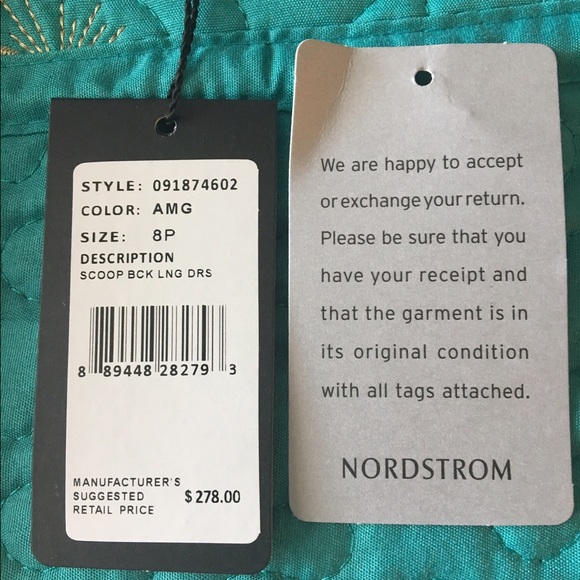 STYLE: 091874602
COLOR: AMG
SIZE: 8P
DESCRIPTION
SCOOP BCK LNG DRS
8 89448 28279 3
MANUFACTURER'S
SUGGESTED
RETAIL PRICE $278.00
We are happy to accept
or exchange your return.
Please be sure that you
have your receipt and
that the garment is in
its original condition
with all tags attached.
NORDSTROM